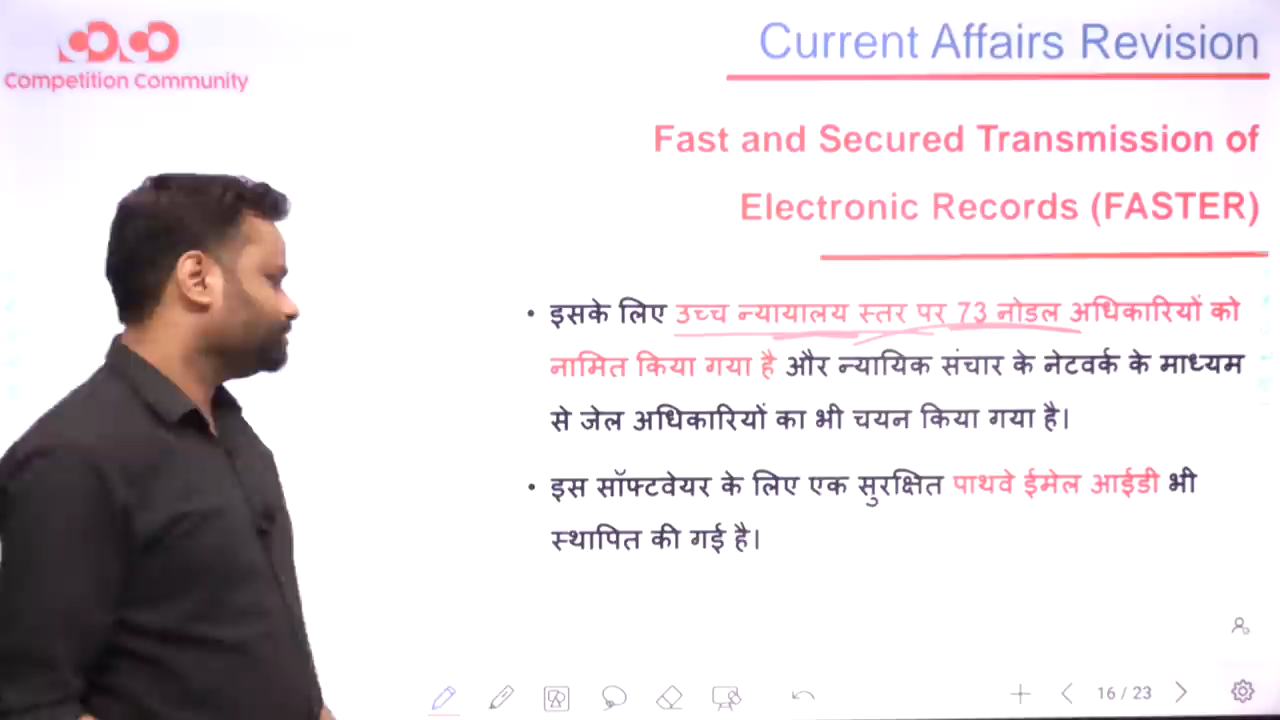 Competition Community
Current Affairs Revision
Fast and Secured Transmission of
Electronic Records (FASTER)
• इसके लिए उच्च न्यायालय स्तर पर 73 नोडल अधिकारियों को
नामित किया गया है और न्यायिक संचार के नेटवर्क के माध्यम
से जेल अधिकारियों का भी चयन किया गया है।
• इस सॉफ्टवेयर के लिए एक सुरक्षित पाथवे ईमेल आईडी भी
स्थापित की गई है।
16 / 23